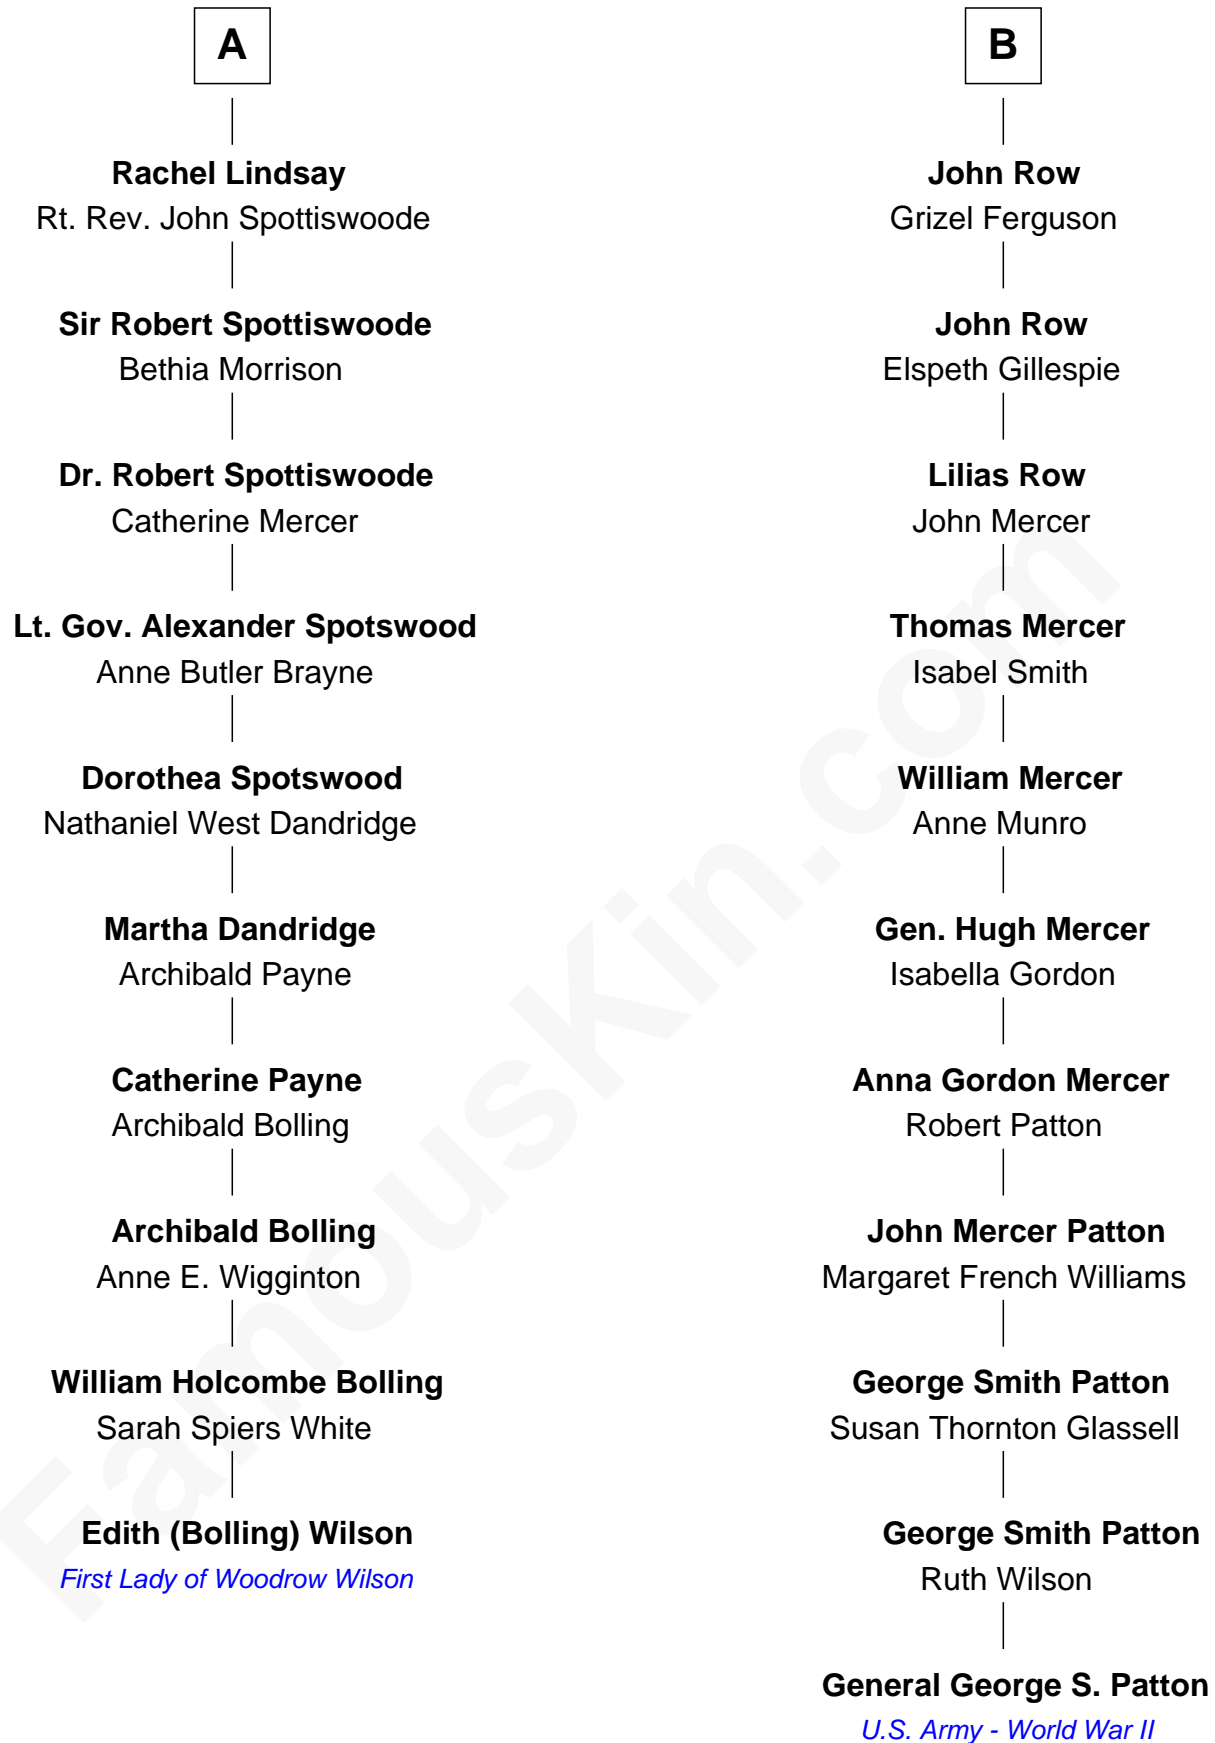 A
Rachel Lindsay
Rt. Rev. John Spottiswoode
Sir Robert Spottiswoode
Bethia Morrison
Dr. Robert Spottiswoode
Catherine Mercer
Lt. Gov. Alexander Spotswood
Anne Butler Brayne
Dorothea Spotswood
Nathaniel West Dandridge
Martha Dandridge
Archibald Payne
Catherine Payne
Archibald Bolling
Archibald Bolling
Anne E. Wigginton
William Holcombe Bolling
Sarah Spiers White
Edith (Bolling) Wilson
First Lady of Woodrow Wilson
B
John Row
Grizel Ferguson
John Row
Elspeth Gillespie
Lilias Row
John Mercer
Thomas Mercer
Isabel Smith
William Mercer
Anne Munro
Gen. Hugh Mercer
Isabella Gordon
Anna Gordon Mercer
Robert Patton
John Mercer Patton
Margaret French Williams
George Smith Patton
Susan Thornton Glassell
George Smith Patton
Ruth Wilson
General George S. Patton
U.S. Army - World War II
FamousKin.com